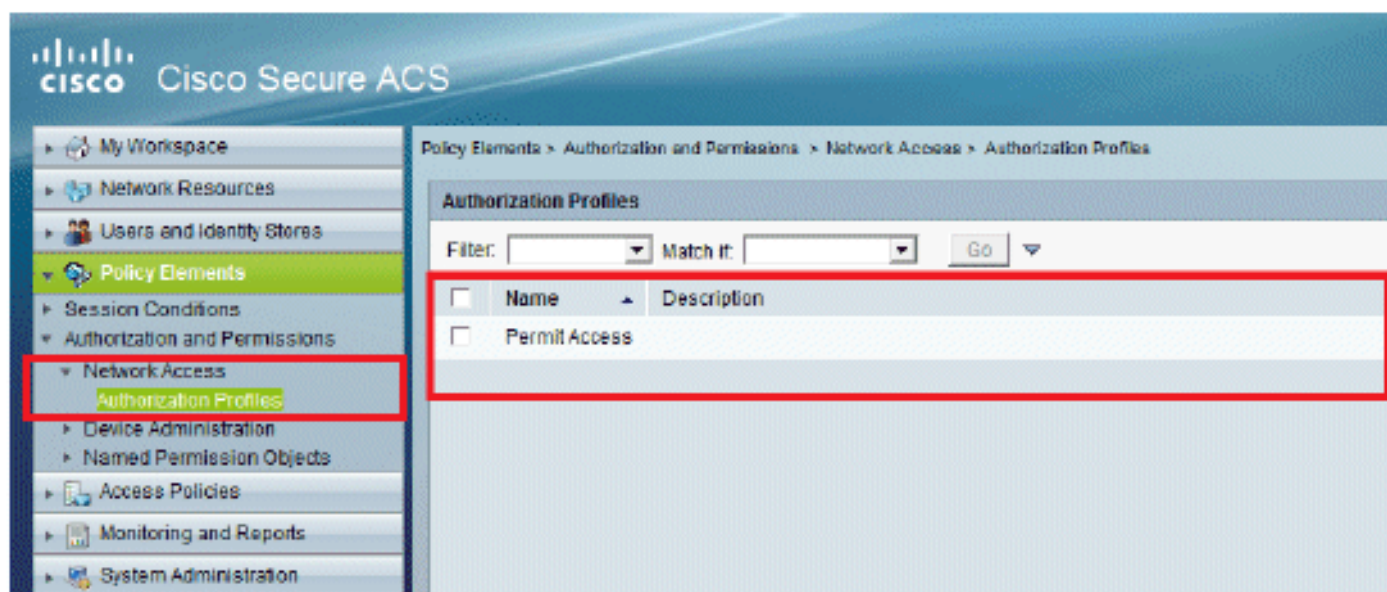 CISCO Cisco Secure ACS
My Workspace
Network Resources
Users and Identity Stores
Policy Elements
Session Conditions
Authorization and Permissions
Network Access
Authorization Profiles
Device Administration
Named Permission Objects
Access Policies
Monitoring and Reports
System Administration
Policy Elements > Authorization and Permissions > Network Access > Authorization Profiles
Authorization Profiles
Filter: Match if: Go
Name Description
Permit Access